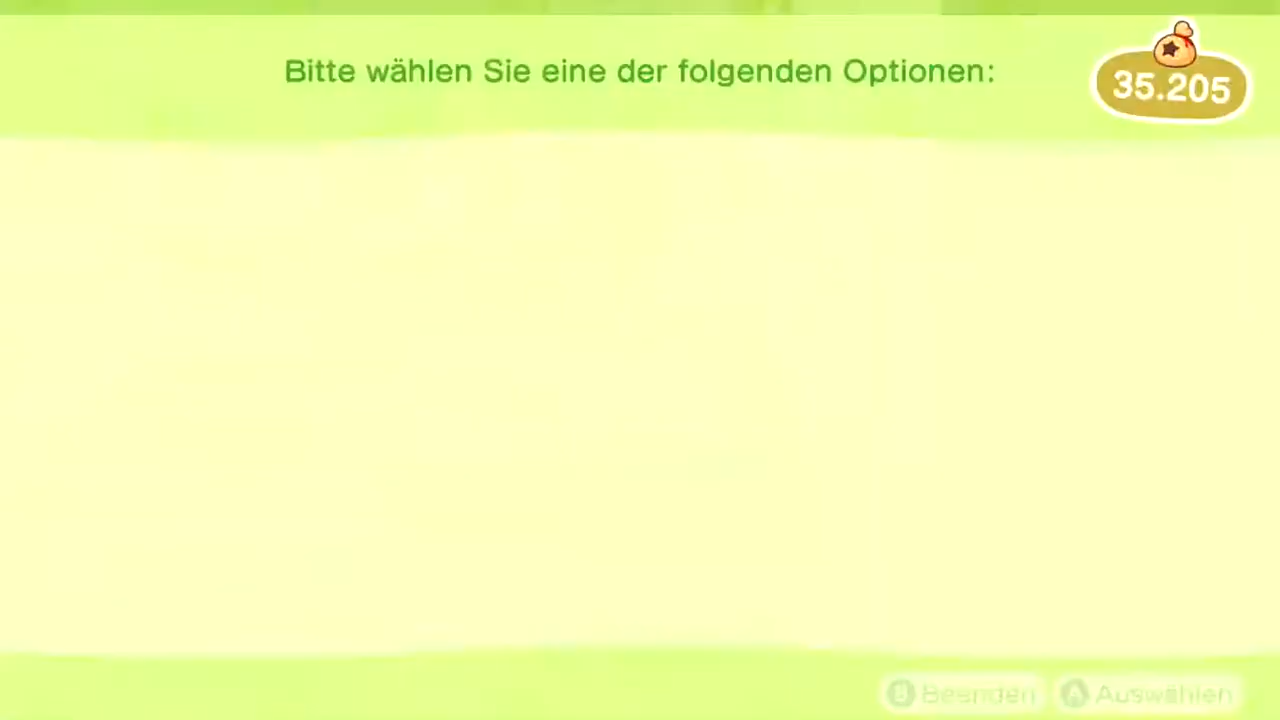 Bitte wählen Sie eine der folgenden Optionen:
35.205
B Beenden A Auswählen